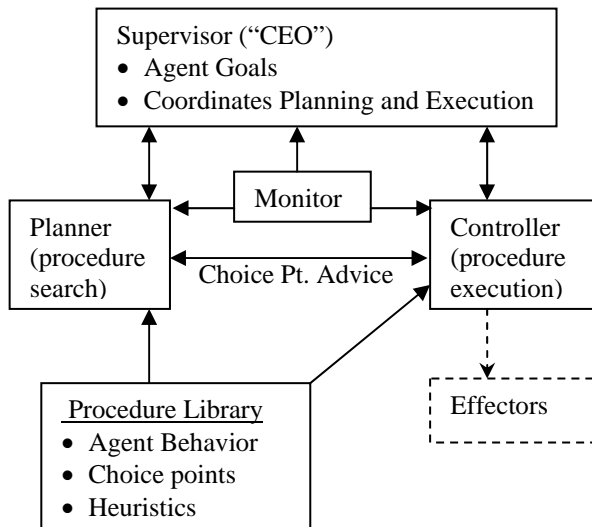 Supervisor (“CEO”)
• Agent Goals
• Coordinates Planning and Execution
Monitor
Planner
(procedure
search)
Choice Pt. Advice
Controller
(procedure
execution)
Procedure Library
• Agent Behavior
• Choice points
• Heuristics
Effectors